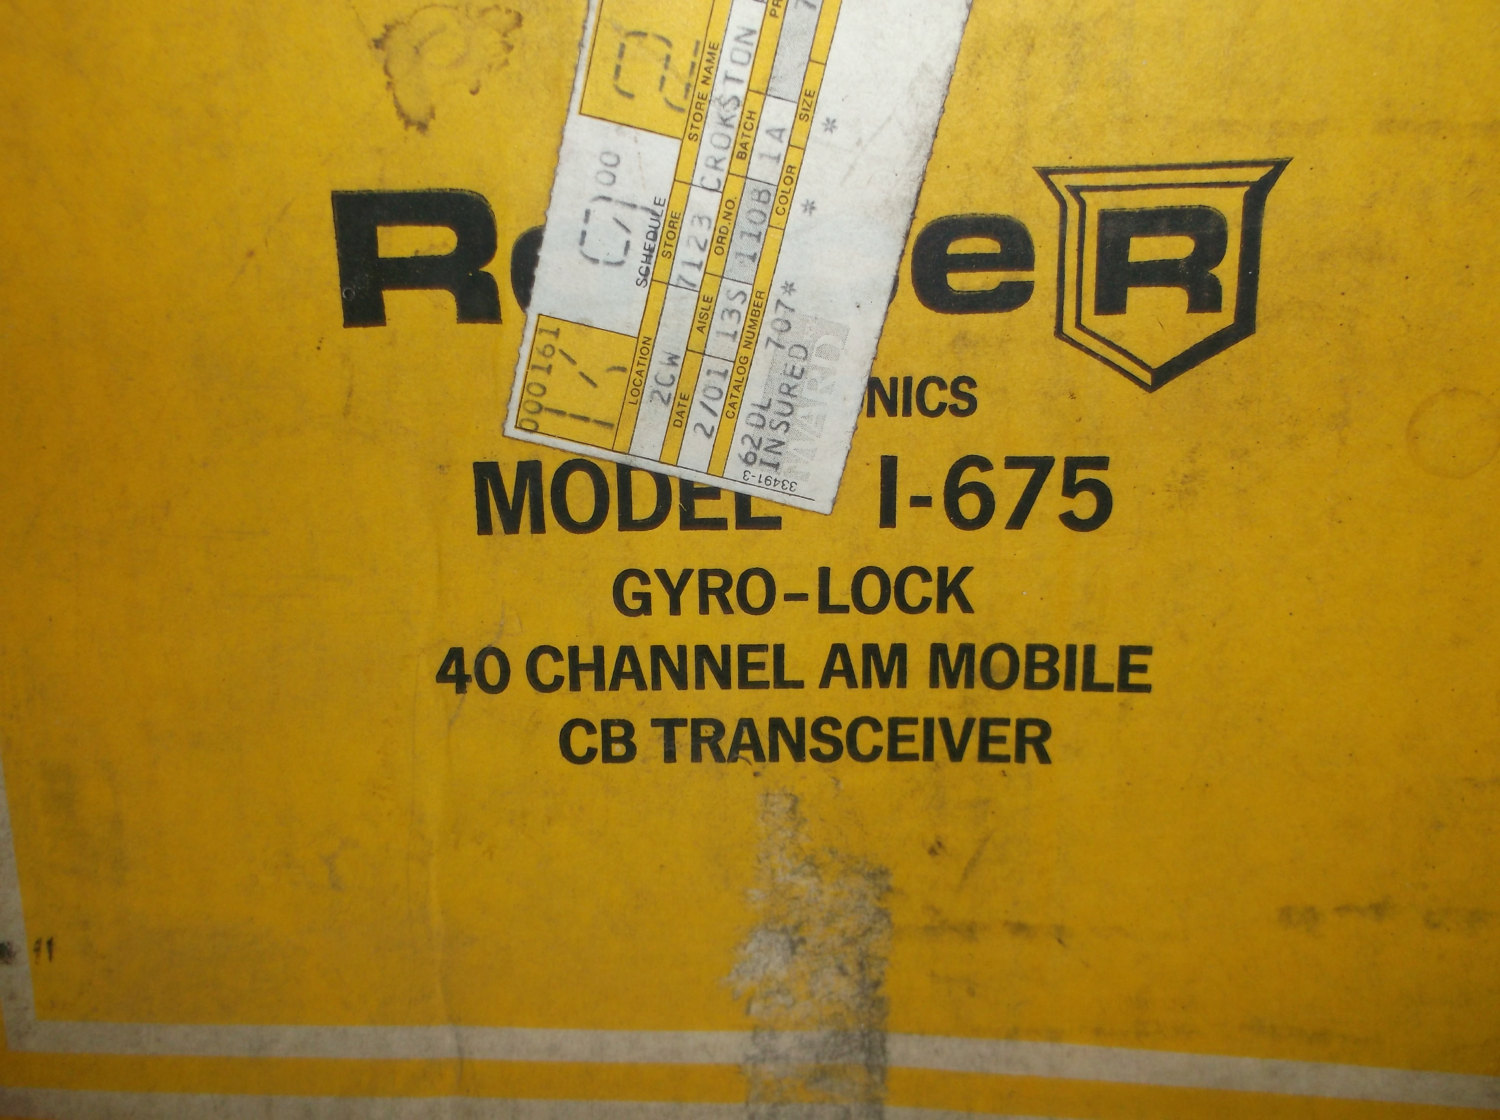 R
e R
NICS
MODEL I-675
GYRO-LOCK
40 CHANNEL AM MOBILE
CB TRANSCEIVER
000161
00
SCHEDULE
LOCATION STORE STORE NAME
2CW 7123 CROKSTON
DATE AISLE ORD.NO. BATCH
2/01 13S 110B 1A
CATALOG NUMBER COLOR SIZE
62DL 707* * *
INSURED
WARD
33491-3